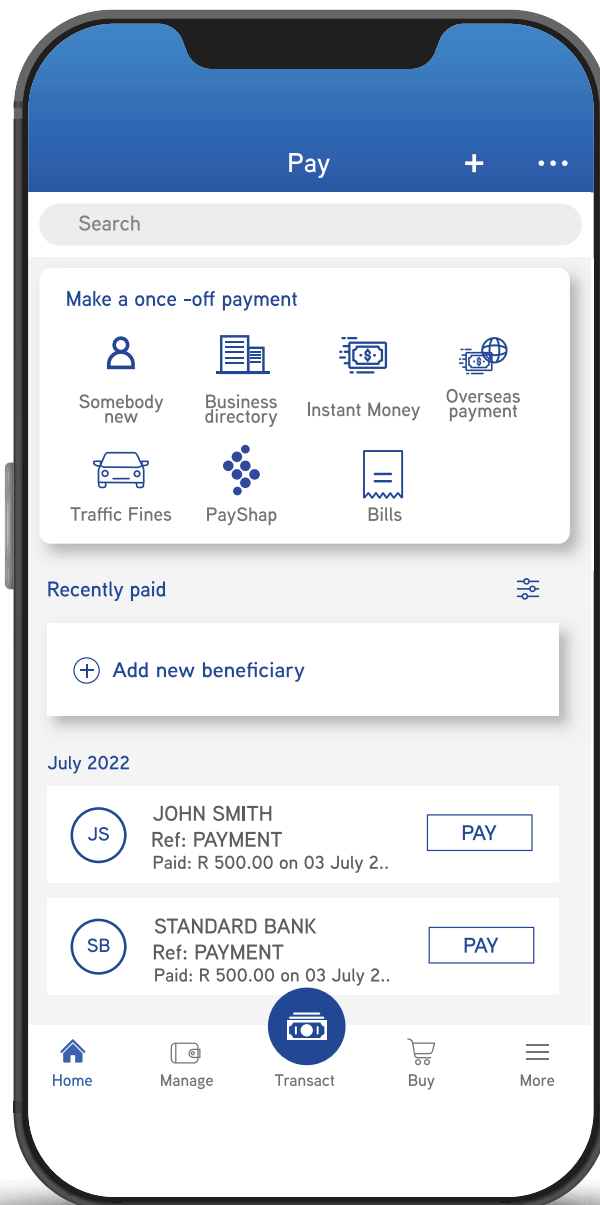 Pay
Search
Make a once -off payment
Somebody
new
Business
directory
Instant Money
Overseas
payment
Traffic Fines
PayShap
Bills
Recently paid
Add new beneficiary
July 2022
JS
JOHN SMITH
Ref: PAYMENT
Paid: R 500.00 on 03 July 2..
PAY
SB
STANDARD BANK
Ref: PAYMENT
Paid: R 500.00 on 03 July 2..
PAY
Home
Manage
Transact
Buy
More